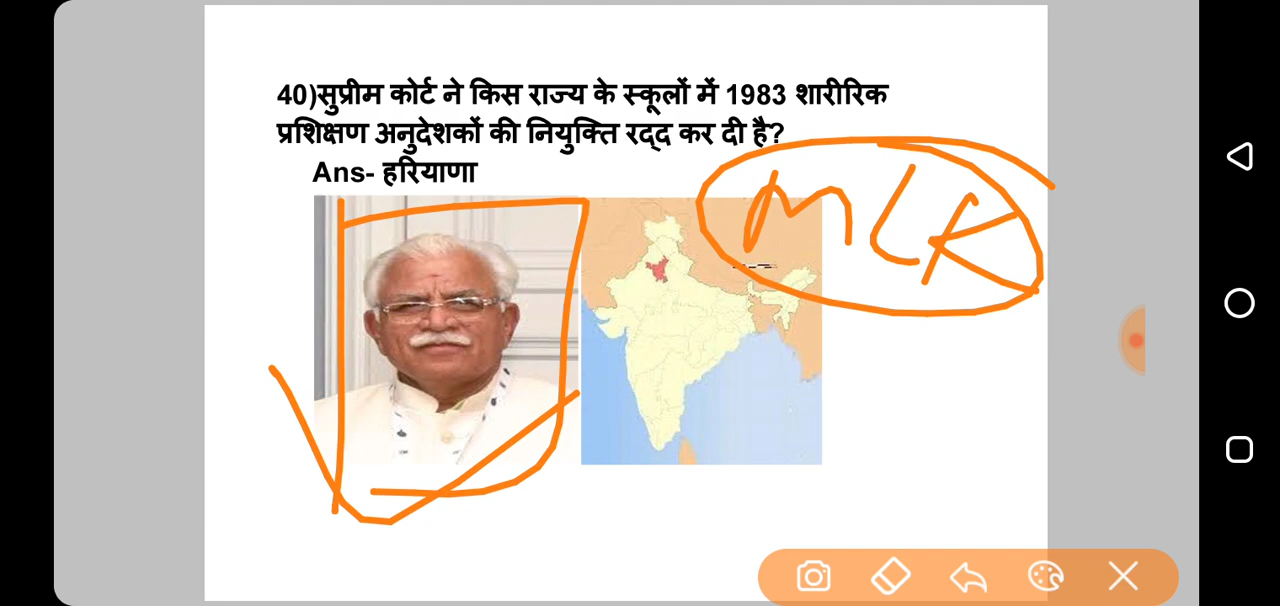 40)सुप्रीम कोर्ट ने किस राज्य के स्कूलों में 1983 शारीरिक
प्रशिक्षण अनुदेशकों की नियुक्ति रद्द कर दी है?
Ans- हरियाणा
MLK